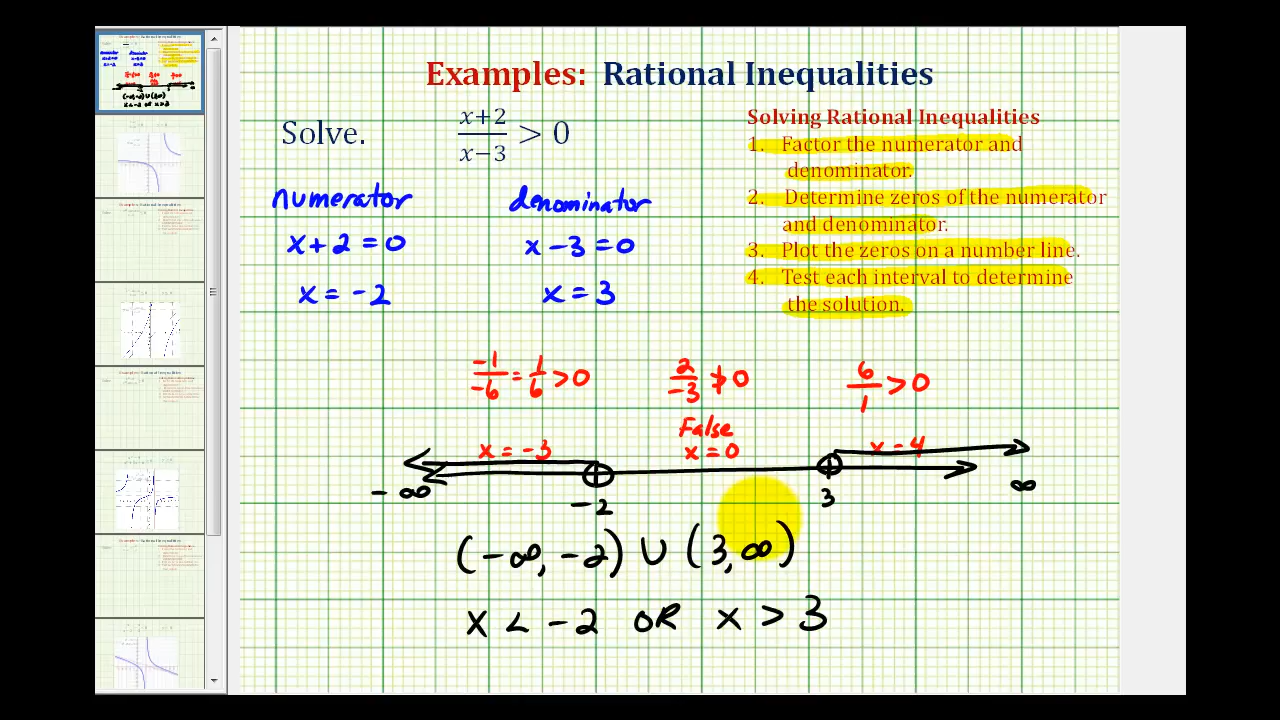 Examples: Rational Inequalities
Solve. x+2/x−3 > 0
Solving Rational Inequalities
1. Factor the numerator and
denominator.
2. Determine zeros of the numerator
and denominator.
3. Plot the zeros on a number line.
4. Test each interval to determine
the solution.
numerator denominator
x + 2 = 0 x − 3 = 0
x = −2 x = 3
−1/−6 = 1/6 > 0 2/−3 ≯ 0 6/1 > 0
False
x = −3 x = 0 x = 4
−∞ −2 3 ∞
(−∞, −2) ∪ (3, ∞)
x < −2 OR x > 3